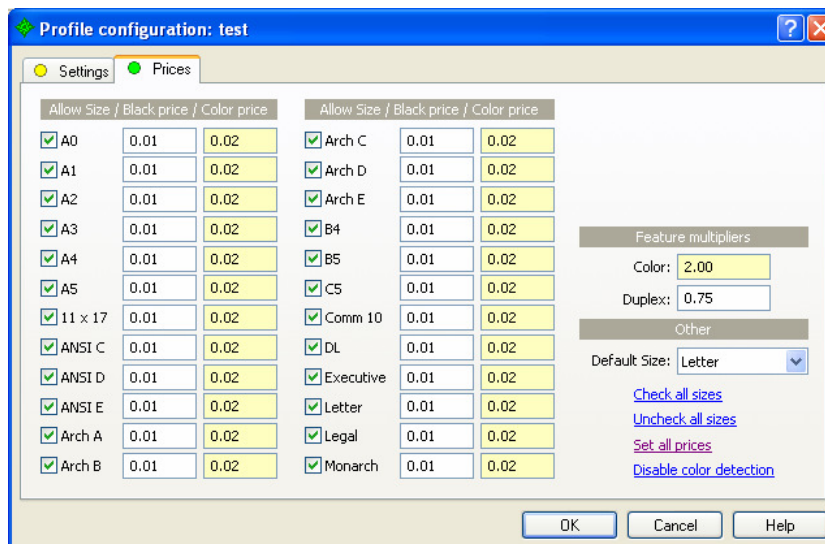 Profile configuration: test
Settings Prices
Allow Size / Black price / Color price Allow Size / Black price / Color price
A0 0.01 0.02 Arch C 0.01 0.02
A1 0.01 0.02 Arch D 0.01 0.02
A2 0.01 0.02 Arch E 0.01 0.02
A3 0.01 0.02 B4 0.01 0.02
Feature multipliers
A4 0.01 0.02 B5 0.01 0.02
Color: 2.00
A5 0.01 0.02 C5 0.01 0.02
Duplex: 0.75
11 x 17 0.01 0.02 Comm 10 0.01 0.02
Other
ANSI C 0.01 0.02 DL 0.01 0.02
Default Size: Letter
ANSI D 0.01 0.02 Executive 0.01 0.02
Check all sizes
ANSI E 0.01 0.02 Letter 0.01 0.02
Uncheck all sizes
Arch A 0.01 0.02 Legal 0.01 0.02
Set all prices
Arch B 0.01 0.02 Monarch 0.01 0.02
Disable color detection
OK Cancel Help